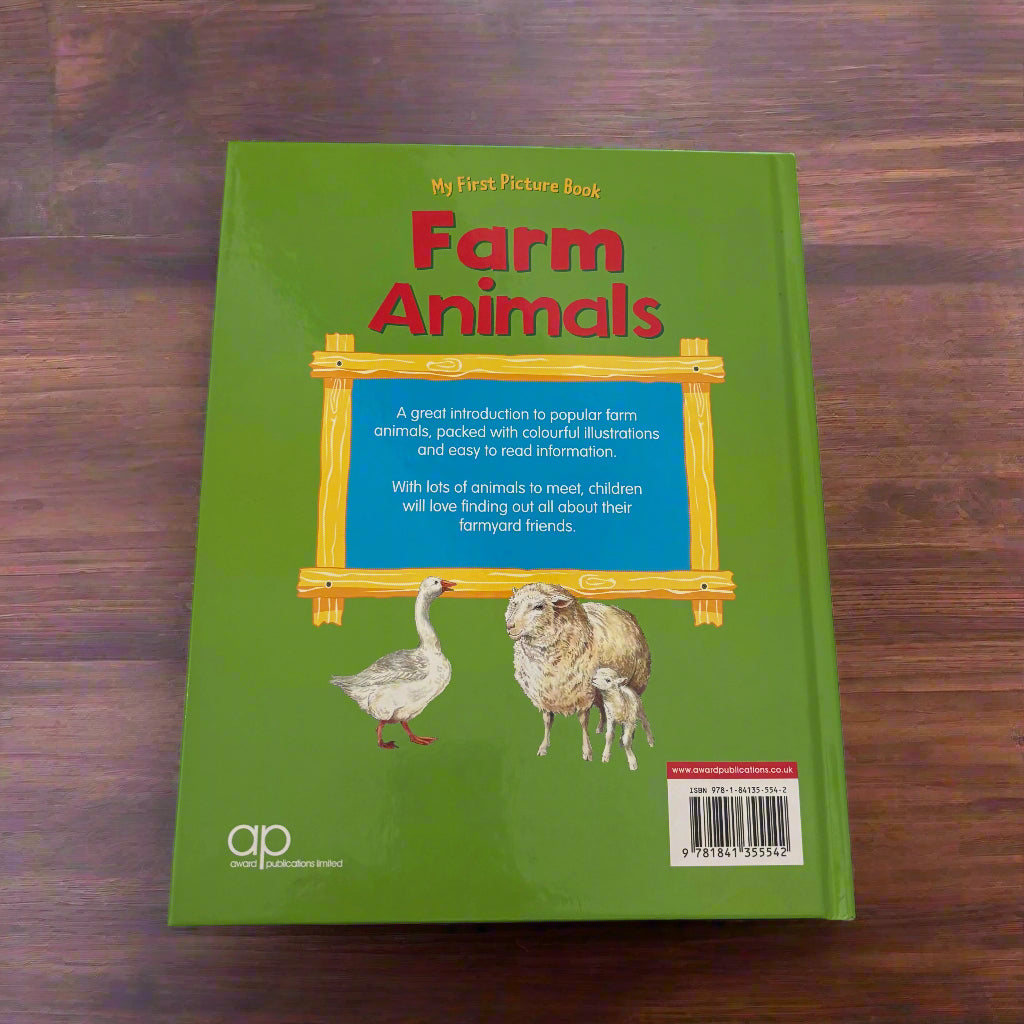 My First Picture Book
Farm
Animals
A great introduction to popular farm
animals, packed with colourful illustrations
and easy to read information.
With lots of animals to meet, children
will love finding out all about their
farmyard friends.
www.awardpublications.co.uk
ISBN 978-1-84135-554-2
9 781841 355542
ap
award publications limited